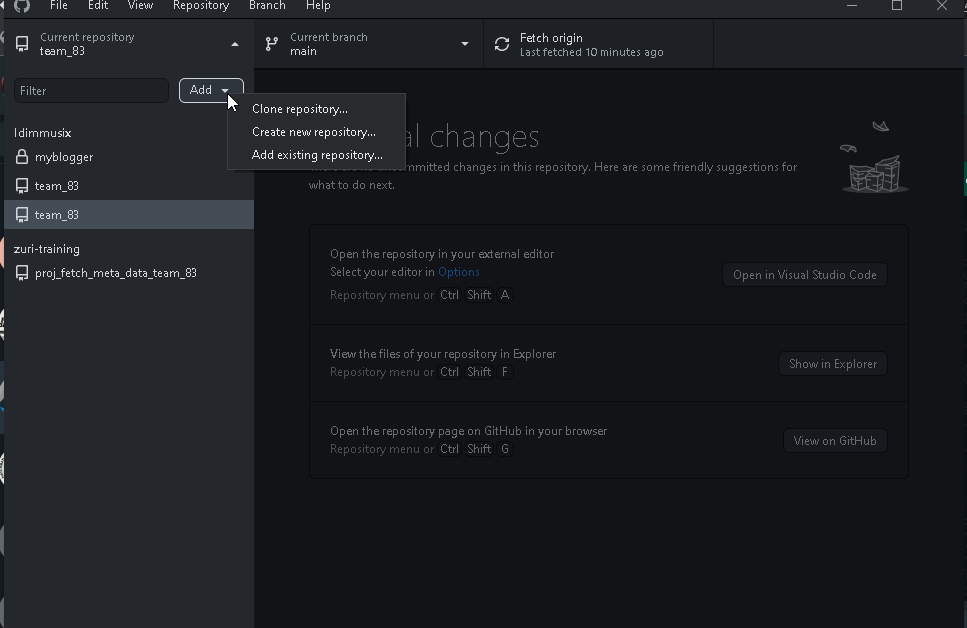 File Edit View Repository Branch Help
Current repository
team_83
Current branch
main
Fetch origin
Last fetched 10 minutes ago
Filter
Add
Clone repository...
Create new repository...
Add existing repository...
Idimmusix
myblogger
team_83
team_83
zuri-training
proj_fetch_meta_data_team_83
al changes
committed changes in this repository. Here are some friendly suggestions for
what to do next.
Open the repository in your external editor
Select your editor in Options
Repository menu or Ctrl Shift A
Open in Visual Studio Code
View the files of your repository in Explorer
Repository menu or Ctrl Shift F
Show in Explorer
Open the repository page on GitHub in your browser
Repository menu or Ctrl Shift G
View on GitHub